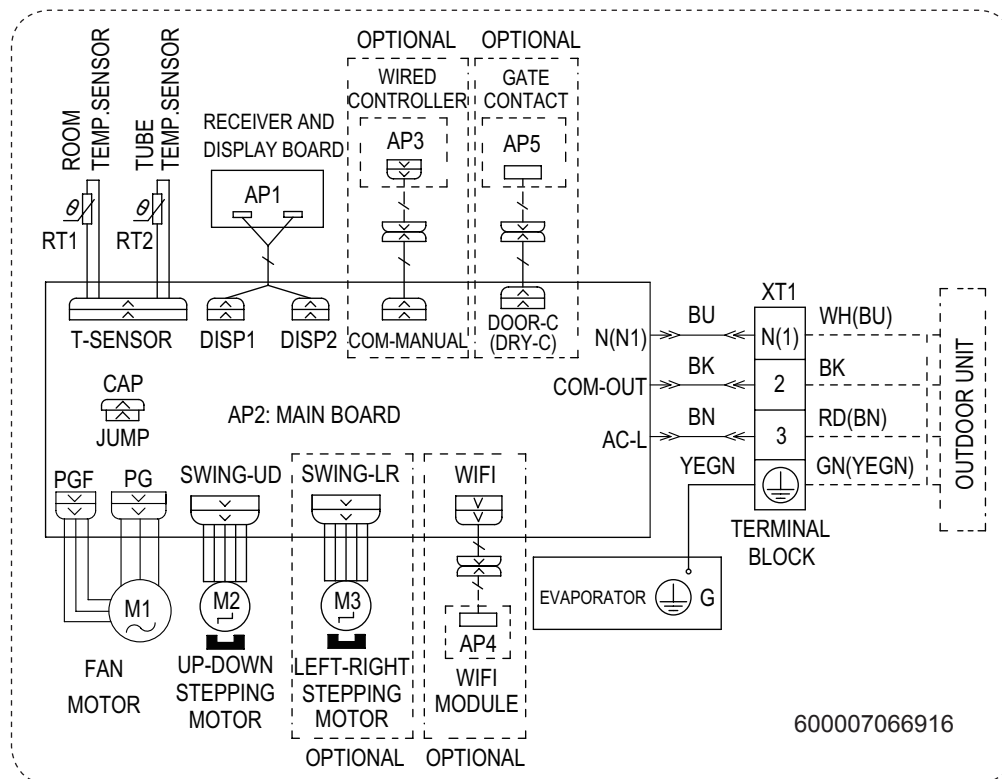 OPTIONAL
OPTIONAL
ROOM
TEMP.SENSOR
TUBE
TEMP.SENSOR
RECEIVER AND
DISPLAY BOARD
WIRED
CONTROLLER
GATE
CONTACT
AP3
AP5
AP1
θ
RT1
θ
RT2
T-SENSOR
DISP1
DISP2
COM-MANUAL
DOOR-C
(DRY-C)
CAP
JUMP
AP2: MAIN BOARD
N(N1)
COM-OUT
AC-L
BU
BK
BN
YEGN
XT1
N(1)
2
3
WH(BU)
BK
RD(BN)
GN(YEGN)
OUTDOOR UNIT
TERMINAL
BLOCK
PGF
PG
SWING-UD
SWING-LR
WIFI
M1
M2
M3
AP4
EVAPORATOR
G
FAN
MOTOR
UP-DOWN
STEPPING
MOTOR
LEFT-RIGHT
STEPPING
MOTOR
WIFI
MODULE
OPTIONAL
OPTIONAL
600007066916